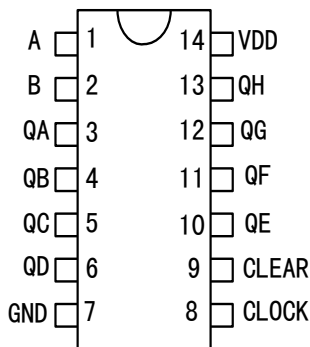 A 1 14 VDD
B 2 13 QH
QA 3 12 QG
QB 4 11 QF
QC 5 10 QE
QD 6 9 CLEAR
GND 7 8 CLOCK